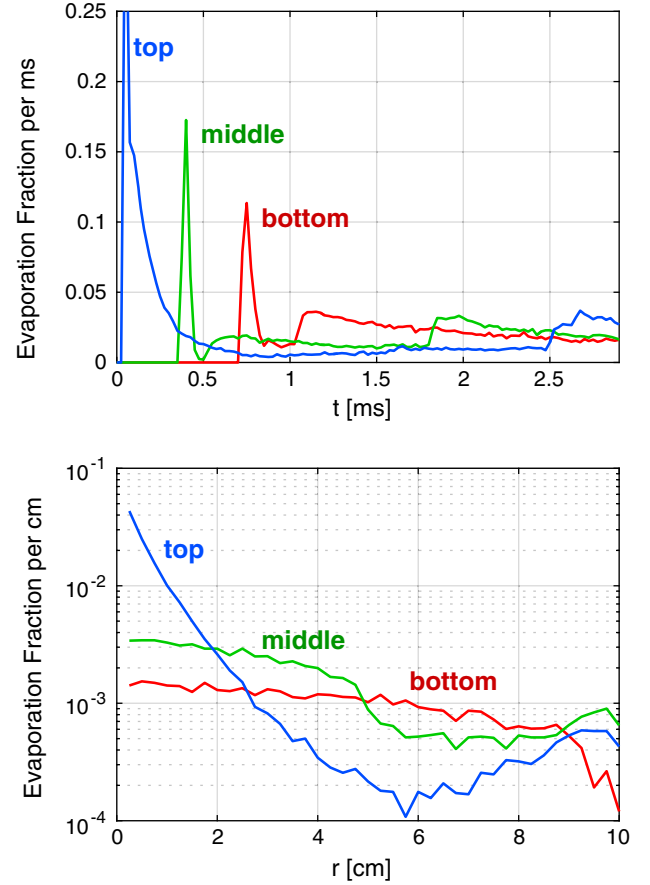 Evaporation Fraction per ms
0.25
0.2
0.15
0.1
0.05
0
top
middle
bottom
0 0.5 1 1.5 2 2.5
t [ms]
Evaporation Fraction per cm
10⁻¹
10⁻²
10⁻³
10⁻⁴
top
middle
bottom
0 2 4 6 8 10
r [cm]